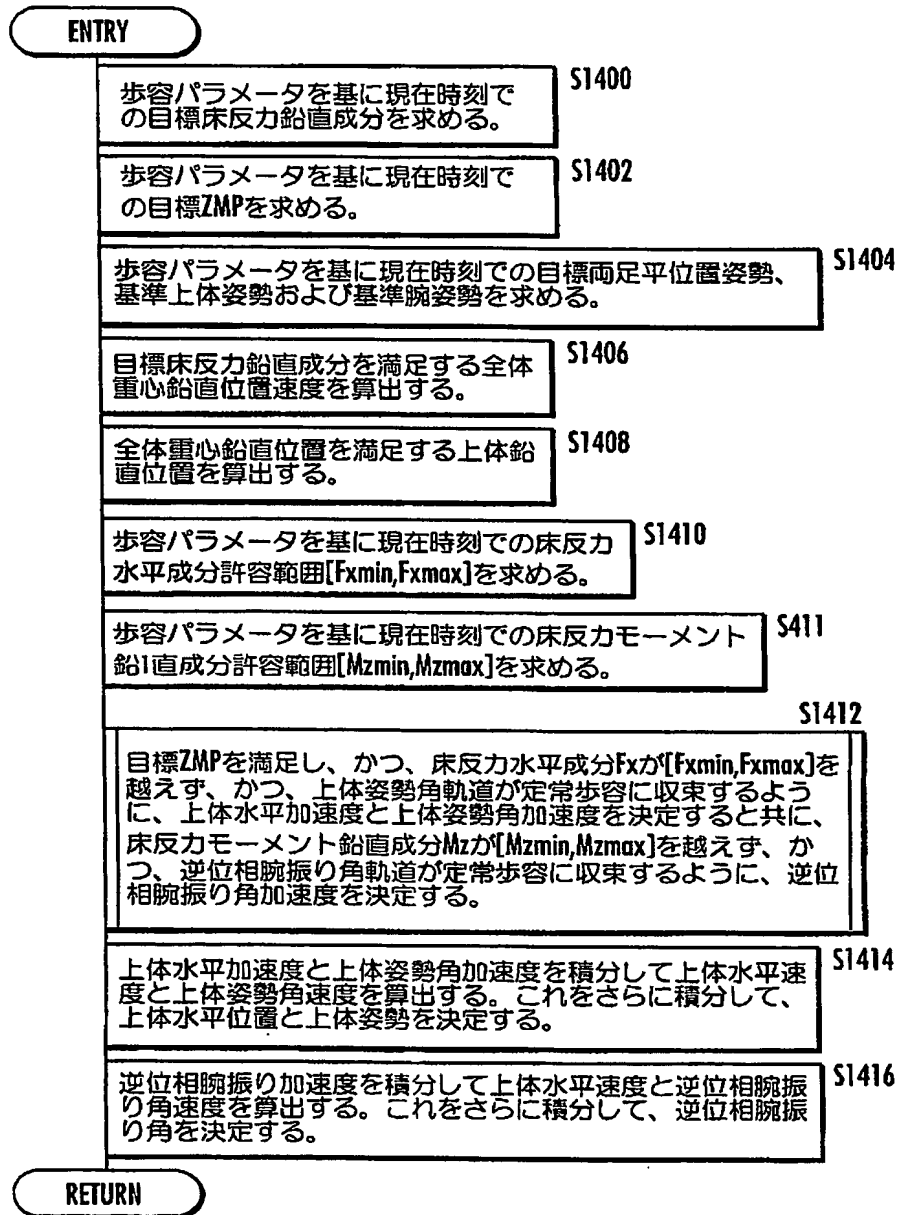 ENTRY
S1400
歩容パラメータを基に現在時刻で
の目標床反力鉛直成分を求める。
S1402
歩容パラメータを基に現在時刻で
の目標ZMPを求める。
S1404
歩容パラメータを基に現在時刻での目標両足平位置姿勢、
基準上体姿勢および基準腕姿勢を求める。
S1406
目標床反力鉛直成分を満足する全体
重心鉛直位置速度を算出する。
S1408
全体重心鉛直位置を満足する上体鉛
直位置を算出する。
S1410
歩容パラメータを基に現在時刻での床反力
水平成分許容範囲[Fxmin,Fxmax]を求める。
S411
歩容パラメータを基に現在時刻での床反力モーメント
鉛1直成分許容範囲[Mzmin,Mzmax]を求める。
S1412
目標ZMPを満足し、かつ、床反力水平成分Fxが[Fxmin,Fxmax]を
越えず、かつ、上体姿勢角軌道が定常歩容に収束するよう
に、上体水平加速度と上体姿勢角加速度を決定すると共に、
床反力モーメント鉛直成分Mzが[Mzmin,Mzmax]を越えず、か
つ、逆位相腕振り角軌道が定常歩容に収束するように、逆位
相腕振り角加速度を決定する。
S1414
上体水平加速度と上体姿勢角加速度を積分して上体水平速
度と上体姿勢角速度を算出する。これをさらに積分して、
上体水平位置と上体姿勢を決定する。
S1416
逆位相腕振り加速度を積分して上体水平速度と逆位相腕振
り角速度を算出する。これをさらに積分して、逆位相腕振
り角を決定する。
RETURN